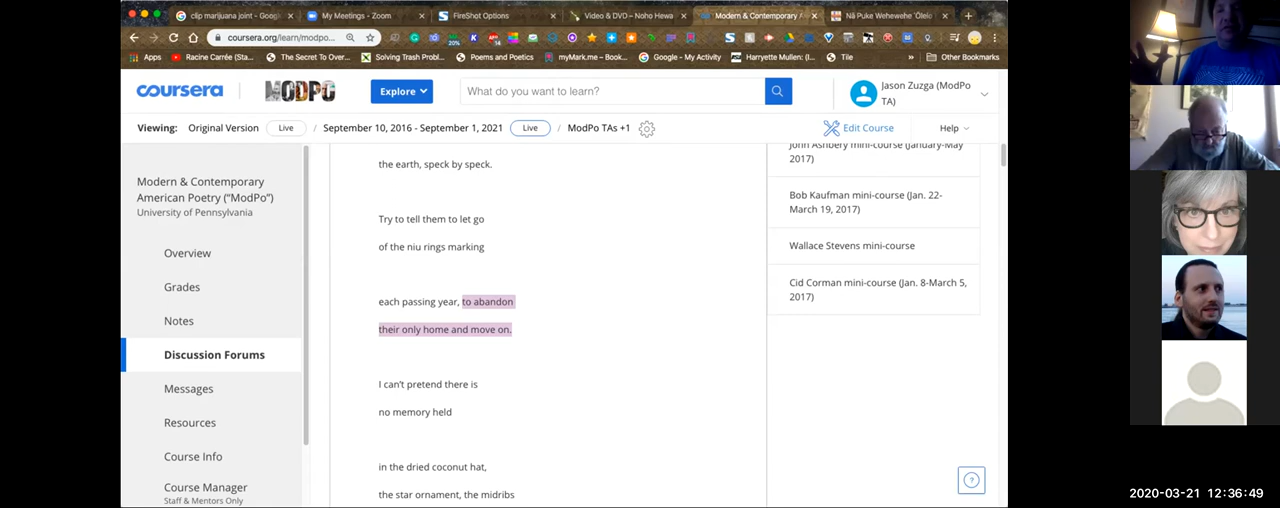 clip marijuana joint - Goog
My Meetings - Zoom
FireShot Options
Video & DVD – Noho Hewa
Modern & Contemporary A
Nā Puke Wehewehe ʻŌlelo
coursera.org/learn/modpo...
Apps
Racine Carrée (Sta...
The Secret To Over...
Solving Trash Probl...
Poems and Poetics
myMark.me – Book...
Google - My Activity
Harryette Mullen: (I...
Tile
»
Other Bookmarks
coursera
MODPO
Explore
What do you want to learn?
Jason Zuzga (ModPo
TA)
Viewing:
Original Version
Live
/
September 10, 2016 - September 1, 2021
Live
/
ModPo TAs +1
Edit Course
Help
Modern & Contemporary
American Poetry (“ModPo”)
University of Pennsylvania
Overview
Grades
Notes
Discussion Forums
Messages
Resources
Course Info
Course Manager
Staff & Mentors Only
the earth, speck by speck.
Try to tell them to let go
of the niu rings marking
each passing year, to abandon
their only home and move on.
I can’t pretend there is
no memory held
in the dried coconut hat,
the star ornament, the midribs
John Ashbery mini-course (January-May
2017)
Bob Kaufman mini-course (Jan. 22-
March 19, 2017)
Wallace Stevens mini-course
Cid Corman mini-course (Jan. 8-March 5,
2017)
?
2020-03-21 12:36:49